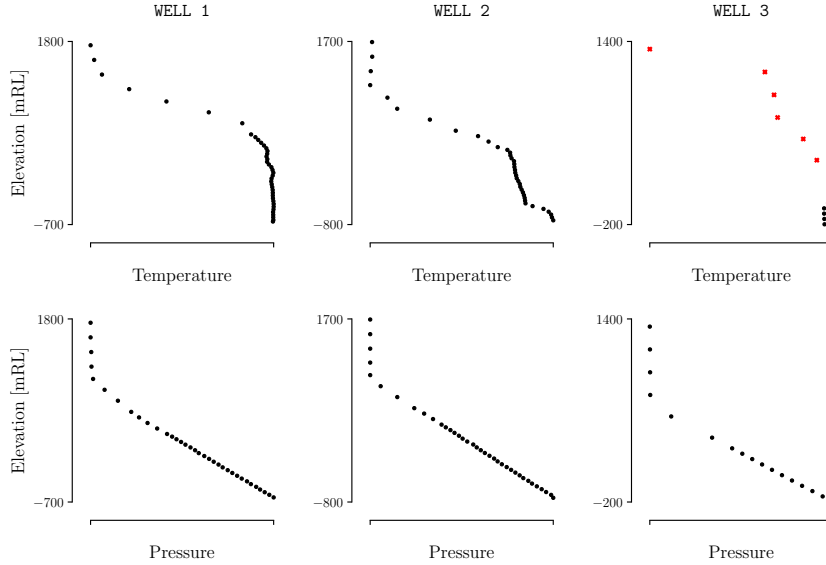 WELL 1
WELL 2
WELL 3
Elevation [mRL]
1800
−700
Temperature
1700
−800
Temperature
1400
−200
Temperature
Elevation [mRL]
1800
−700
Pressure
1700
−800
Pressure
1400
−200
Pressure